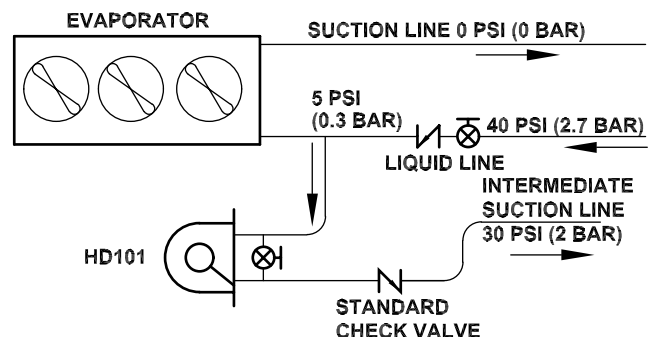 EVAPORATOR
SUCTION LINE 0 PSI (0 BAR)
5 PSI
(0.3 BAR)
40 PSI (2.7 BAR)
LIQUID LINE
INTERMEDIATE
SUCTION LINE
30 PSI (2 BAR)
HD101
STANDARD
CHECK VALVE